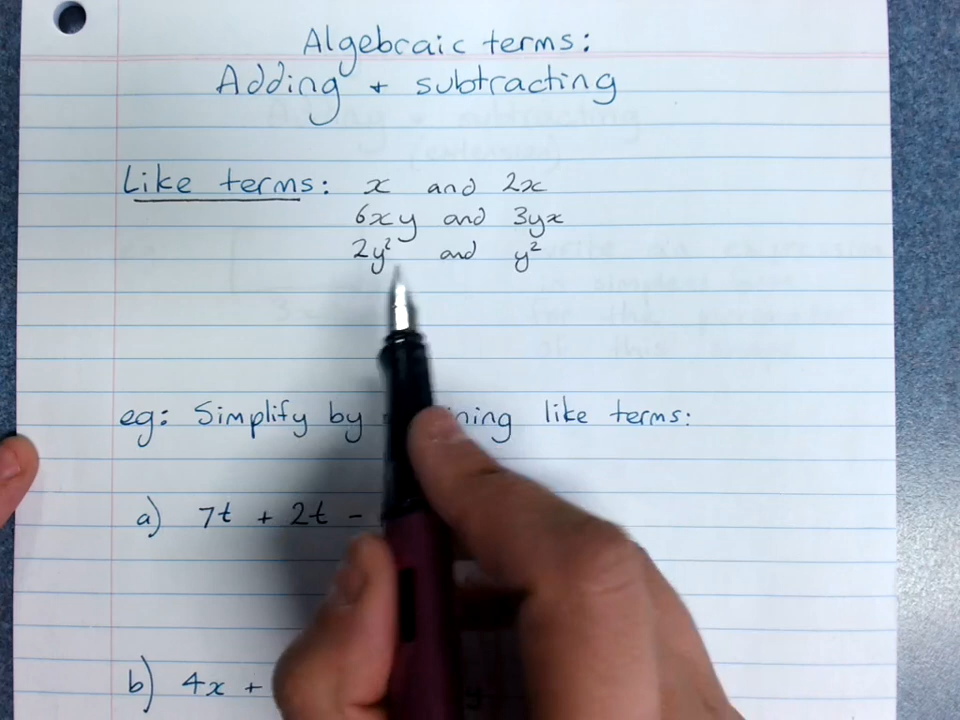 Algebraic terms:
Adding + subtracting
Like terms: x and 2x
6xy and 3yx
2y² and y²
eg: Simplify by like terms:
a) 7t + 2t -
b) 4x +